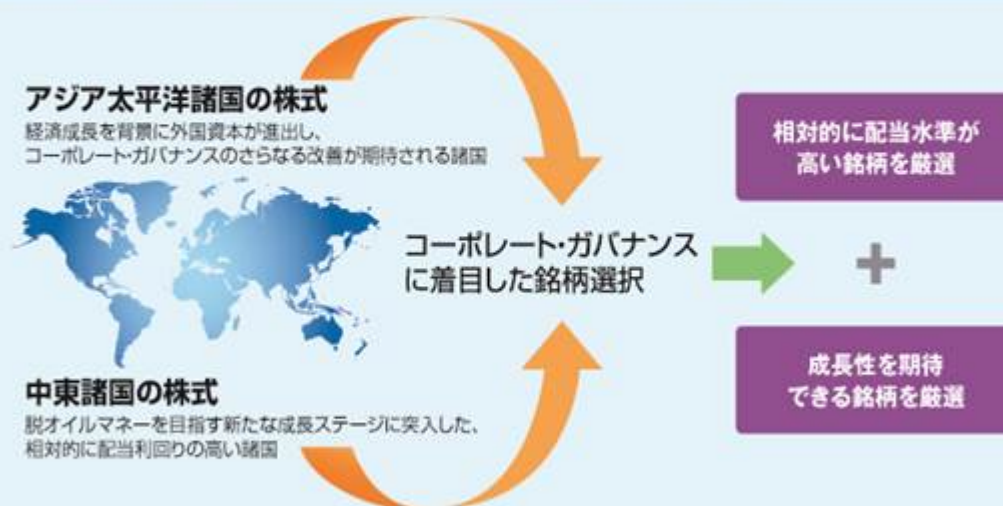 アジア太平洋諸国の株式
経済成長を背景に外国資本が進出し、
コーポレート・ガバナンスのさらなる改善が期待される諸国
コーポレート・ガバナンス
に着目した銘柄選択
中東諸国の株式
脱オイルマネーを目指す新たな成長ステージに突入した、
相対的に配当利回りの高い諸国
相対的に配当水準が
高い銘柄を厳選
+
成長性を期待
できる銘柄を厳選